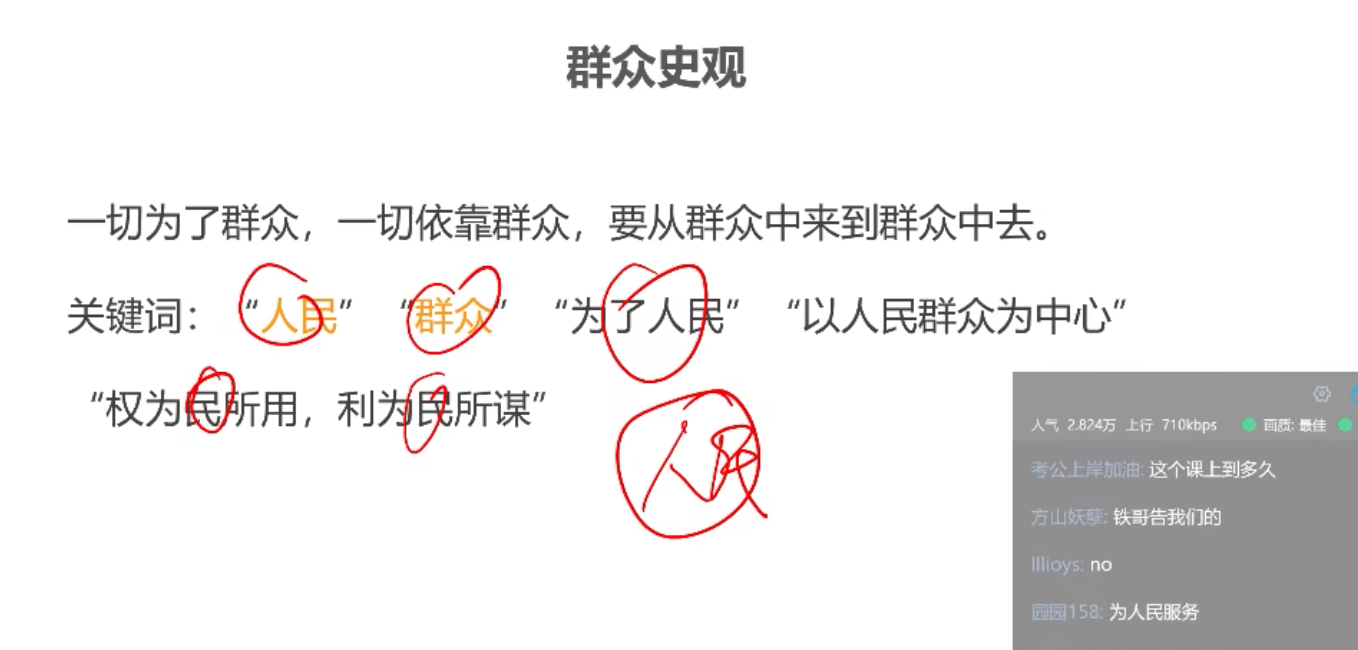 群众史观
一切为了群众，一切依靠群众，要从群众中来到群众中去。
关键词：“人民” “群众” “为了人民” “以人民群众为中心”
“权为民所用，利为民所谋”
人民
人气 2.824万 上行 710kbps 画质: 最佳
考公上岸加油: 这个课上到多久
方山妖孽: 铁哥告我们的
lllioys: no
园园158: 为人民服务